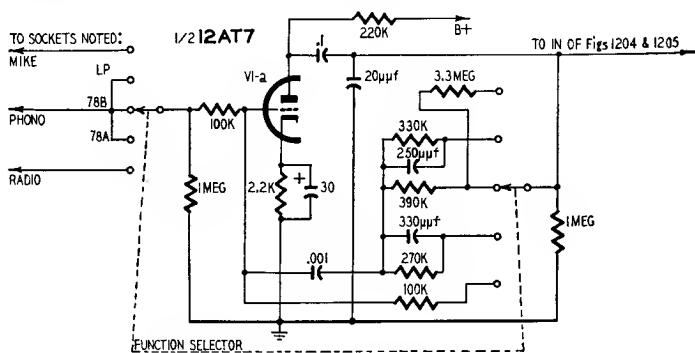 1/2 12AT7
220K
B+
TO SOCKETS NOTED:
MIKE
.1
TO IN OF Figs 1204 & 1205
LP
V1-a
20µµf
3.3MEG
78B
PHONO
100K
330K
250µµf
78A
RADIO
1MEG
2.2K
+
30
390K
330µµf
1MEG
.001
270K
100K
FUNCTION SELECTOR